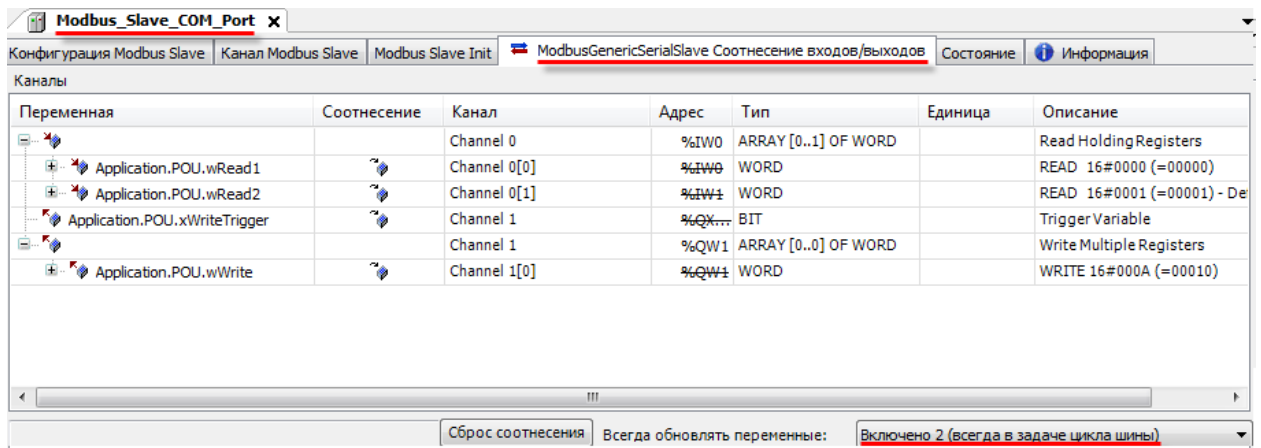 Modbus_Slave_COM_Port x
Конфигурация Modbus Slave Канал Modbus Slave Modbus Slave Init ModbusGenericSerialSlave Соотнесение входов/выходов Состояние Информация
Каналы
Переменная Соотнесение Канал Адрес Тип Единица Описание
Channel 0 %IW0 ARRAY [0..1] OF WORD Read Holding Registers
Application.POU.wRead1 Channel 0[0] %IW0 WORD READ 16#0000 (=00000)
Application.POU.wRead2 Channel 0[1] %IW1 WORD READ 16#0001 (=00001) - De
Application.POU.xWriteTrigger Channel 1 %QX... BIT Trigger Variable
Channel 1 %QW1 ARRAY [0..0] OF WORD Write Multiple Registers
Application.POU.wWrite Channel 1[0] %QW1 WORD WRITE 16#000A (=00010)
Сброс соотнесения Всегда обновлять переменные: Включено 2 (всегда в задаче цикла шины)